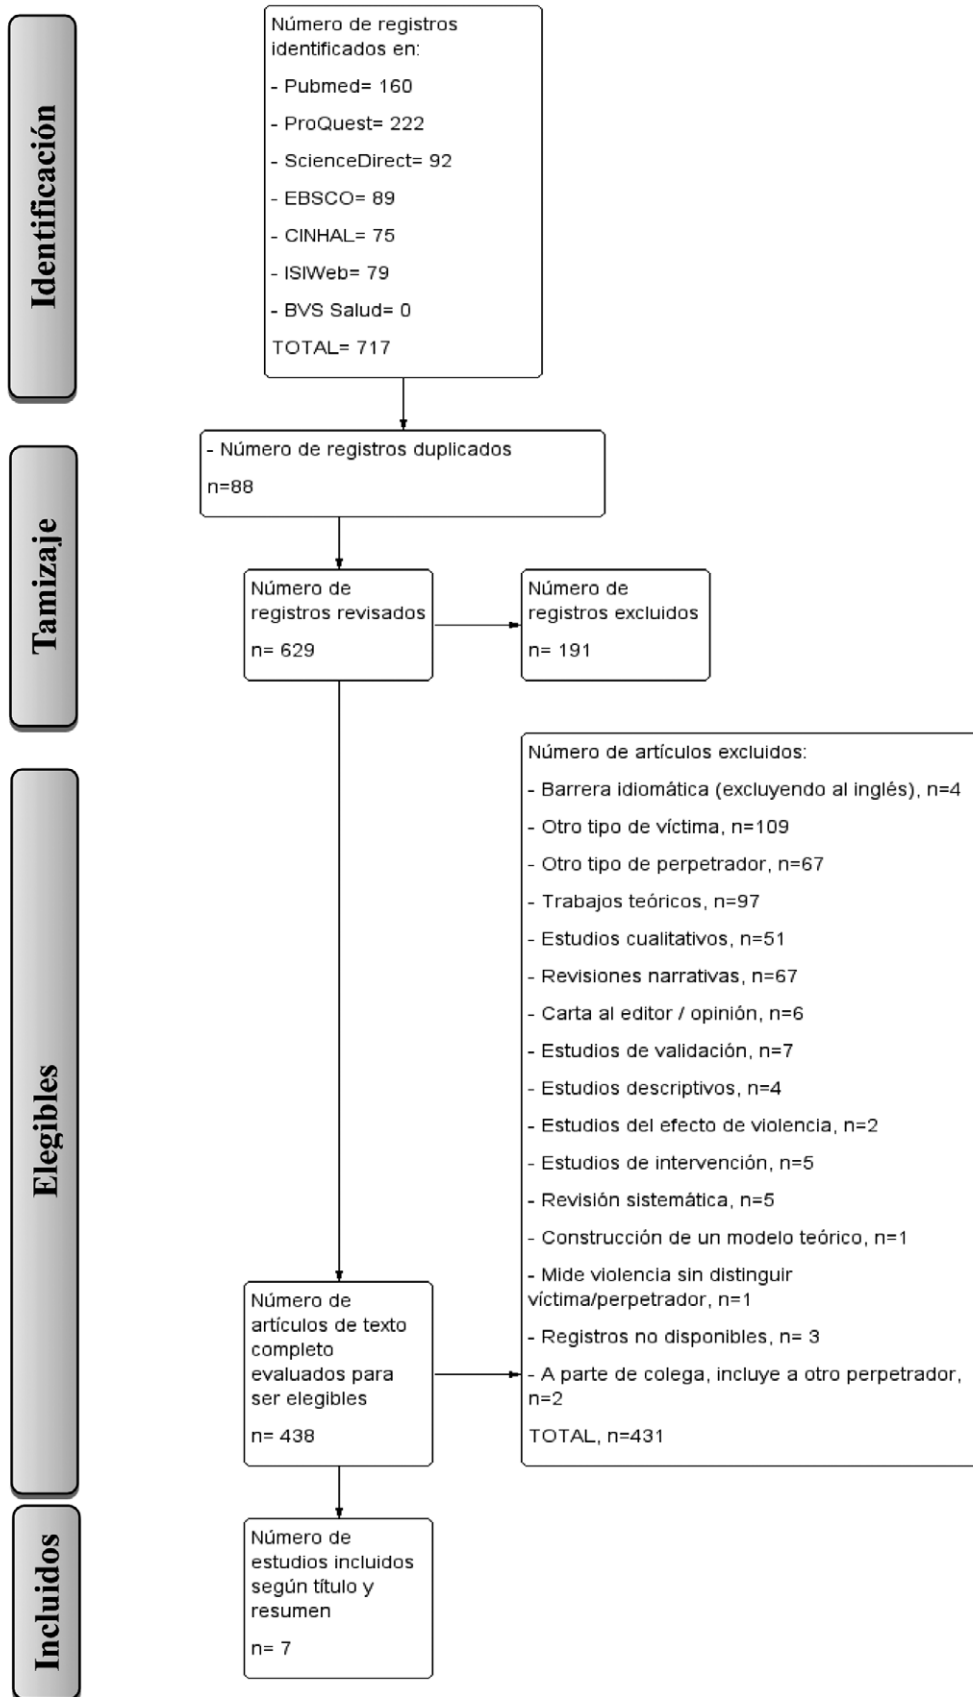 Identificación
Número de registros
identificados en:
- Pubmed= 160
- ProQuest= 222
- ScienceDirect= 92
- EBSCO= 89
- CINHAL= 75
- ISIWeb= 79
- BVS Salud= 0
TOTAL= 717
Tamizaje
- Número de registros duplicados
n=88
Número de
registros revisados
n= 629
Número de
registros excluidos
n= 191
Elegibles
Número de artículos excluidos:
- Barrera idiomática (excluyendo al inglés), n=4
- Otro tipo de víctima, n=109
- Otro tipo de perpetrador, n=67
- Trabajos teóricos, n=97
- Estudios cualitativos, n=51
- Revisiones narrativas, n=67
- Carta al editor / opinión, n=6
- Estudios de validación, n=7
- Estudios descriptivos, n=4
- Estudios del efecto de violencia, n=2
- Estudios de intervención, n=5
- Revisión sistemática, n=5
- Construcción de un modelo teórico, n=1
- Mide violencia sin distinguir
víctima/perpetrador, n=1
- Registros no disponibles, n= 3
- A parte de colega, incluye a otro perpetrador,
n=2
TOTAL, n=431
Número de
artículos de texto
completo
evaluados para
ser elegibles
n= 438
Incluidos
Número de
estudios incluidos
según título y
resumen
n= 7